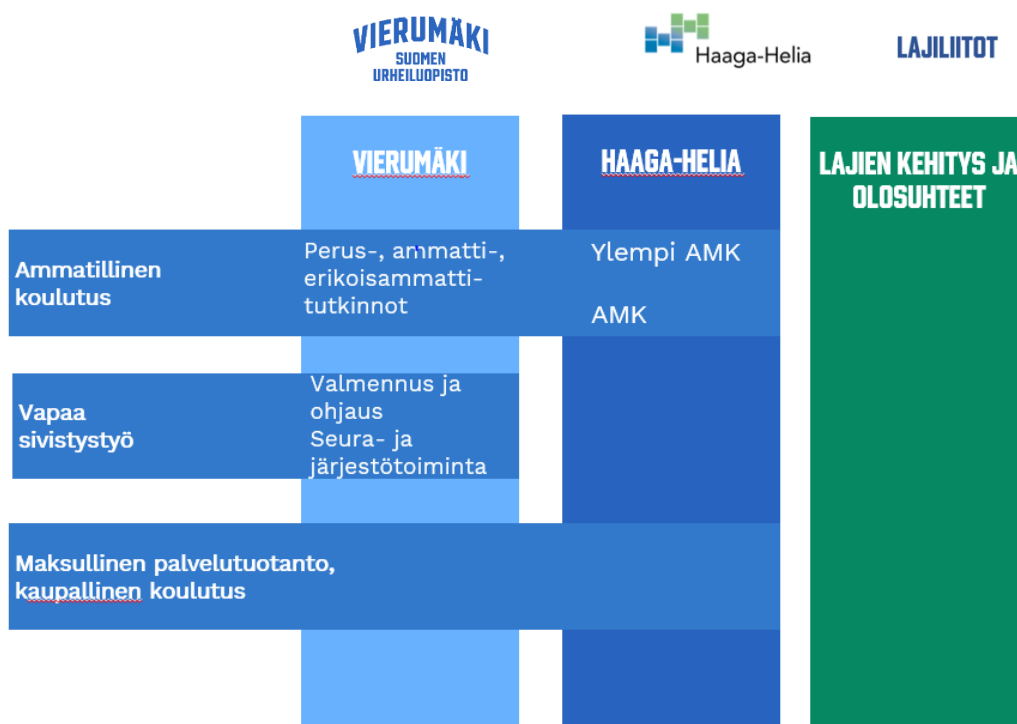 VIERUMÄKI
SUOMEN
URHEILUOPISTO
Haaga-Helia
LAJILIITOT
VIERUMÄKI
HAAGA-HELIA
LAJIEN KEHITYS JA
OLOSUHTEET
Ammatillinen
koulutus
Perus-, ammatti-,
erikoisammatti-
tutkinnot
Ylempi AMK
AMK
Vapaa
sivistystyö
Valmennus ja
ohjaus
Seura- ja
järjestötoiminta
Maksullinen palvelutuotanto,
kaupallinen koulutus